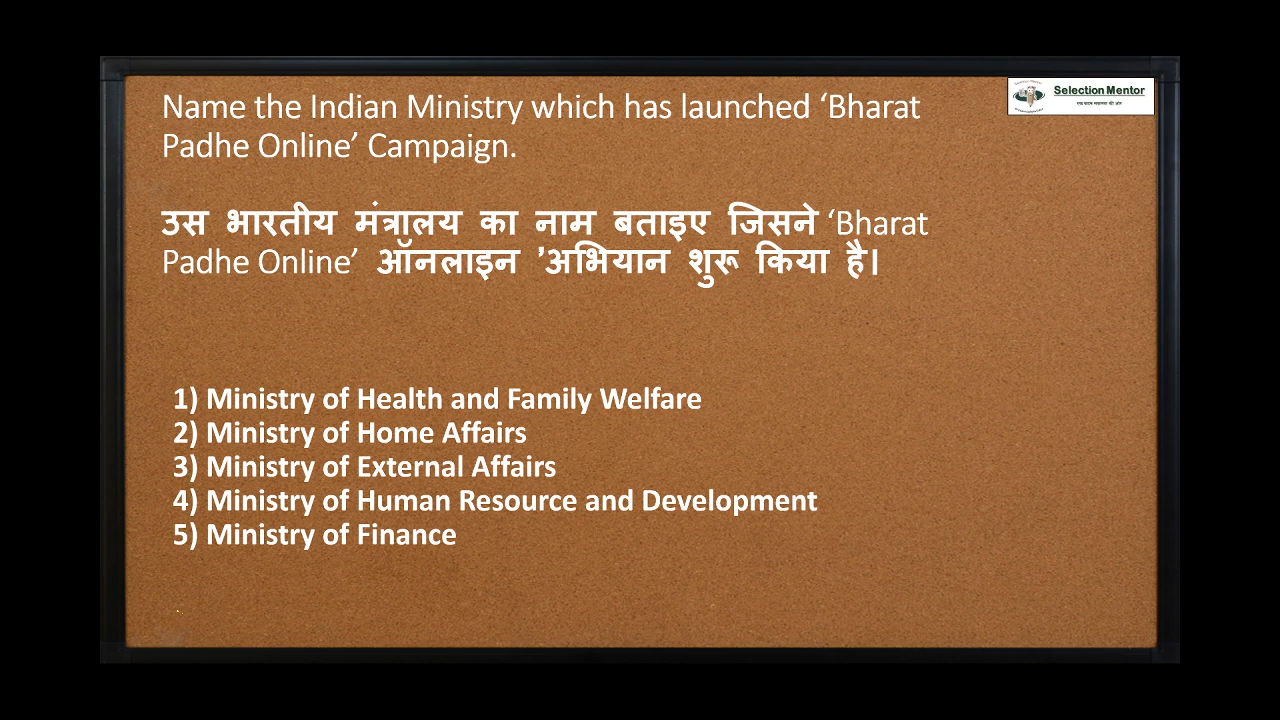 Name the Indian Ministry which has launched ‘Bharat
Padhe Online’ Campaign.
Selection Mentor
उस भारतीय मंत्रालय का नाम बताइए जिसने ‘Bharat
Padhe Online’ ऑनलाइन ’अभियान शुरू किया है।
1) Ministry of Health and Family Welfare
2) Ministry of Home Affairs
3) Ministry of External Affairs
4) Ministry of Human Resource and Development
5) Ministry of Finance